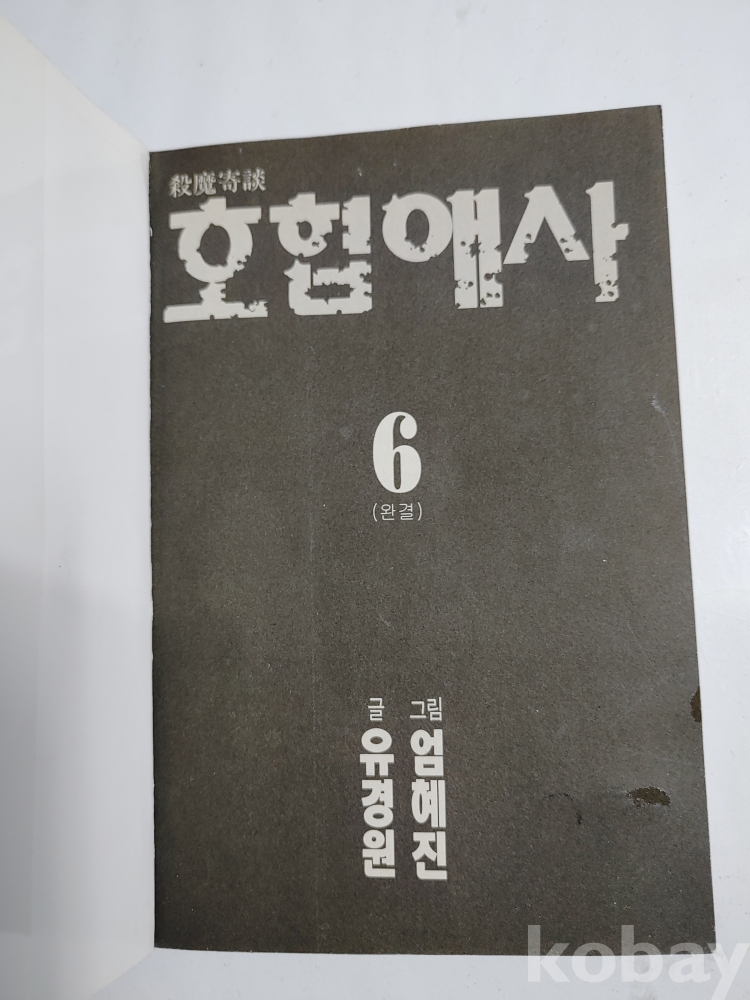 殺魔寄談
호협애사
6
(완결)
글 유경원
그림 엄혜진
kobay